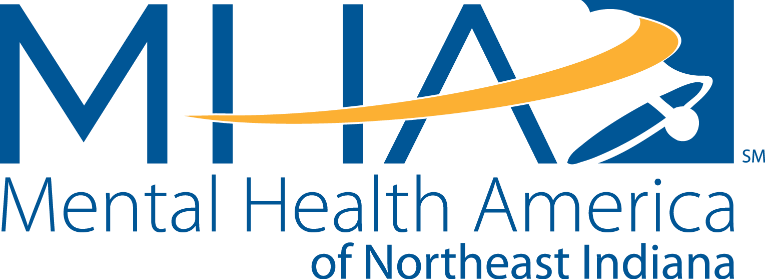 MHA
SM
Mental Health America
of Northeast Indiana